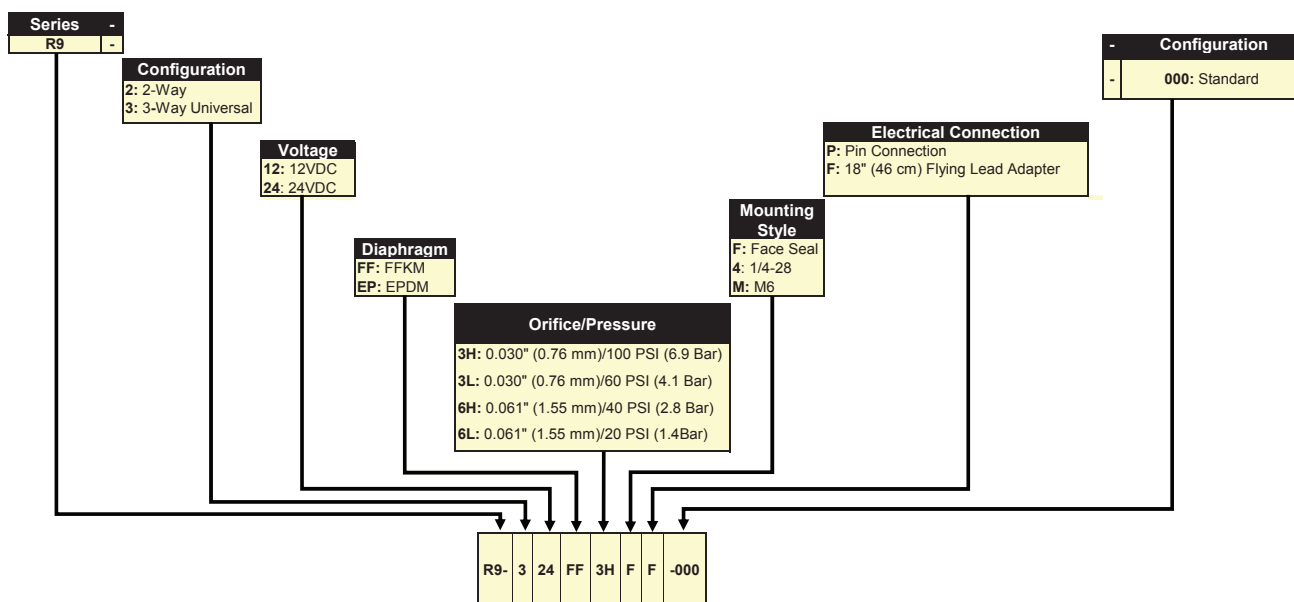 Series -
R9 -
Configuration
2: 2-Way
3: 3-Way Universal
Voltage
12: 12VDC
24: 24VDC
Diaphragm
FF: FFKM
EP: EPDM
Orifice/Pressure
3H: 0.030" (0.76 mm)/100 PSI (6.9 Bar)
3L: 0.030" (0.76 mm)/60 PSI (4.1 Bar)
6H: 0.061" (1.55 mm)/40 PSI (2.8 Bar)
6L: 0.061" (1.55 mm)/20 PSI (1.4Bar)
Mounting
Style
F: Face Seal
4: 1/4-28
M: M6
Electrical Connection
P: Pin Connection
F: 18" (46 cm) Flying Lead Adapter
- Configuration
- 000: Standard
R9- 3 24 FF 3H F F -000